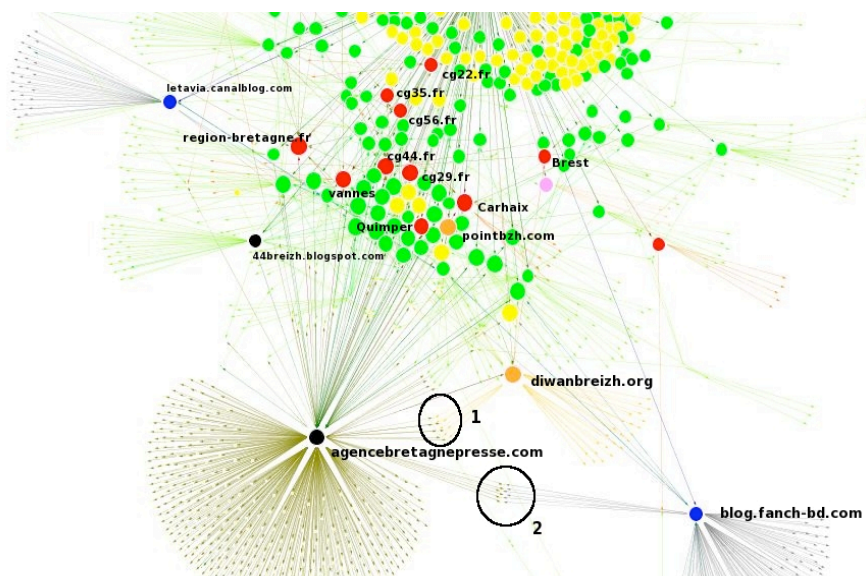 cg22.fr
letavia.canalblog.com
cg35.fr
cg56.fr
region-bretagne.fr
cg44.fr
Brest
cg29.fr
vannes
Carhaix
Quimper
pointbzh.com
44breizh.blogspot.com
diwanbreizh.org
1
agencebretagnepresse.com
blog.fanch-bd.com
2